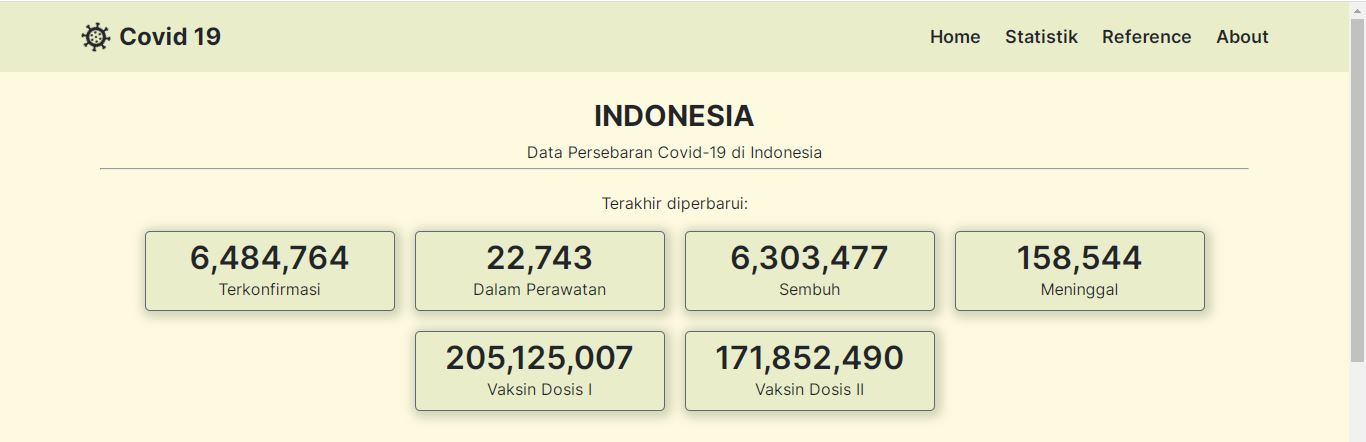 Covid 19
Home Statistik Reference About
INDONESIA
Data Persebaran Covid-19 di Indonesia
Terakhir diperbarui:
6,484,764
Terkonfirmasi
22,743
Dalam Perawatan
6,303,477
Sembuh
158,544
Meninggal
205,125,007
Vaksin Dosis I
171,852,490
Vaksin Dosis II